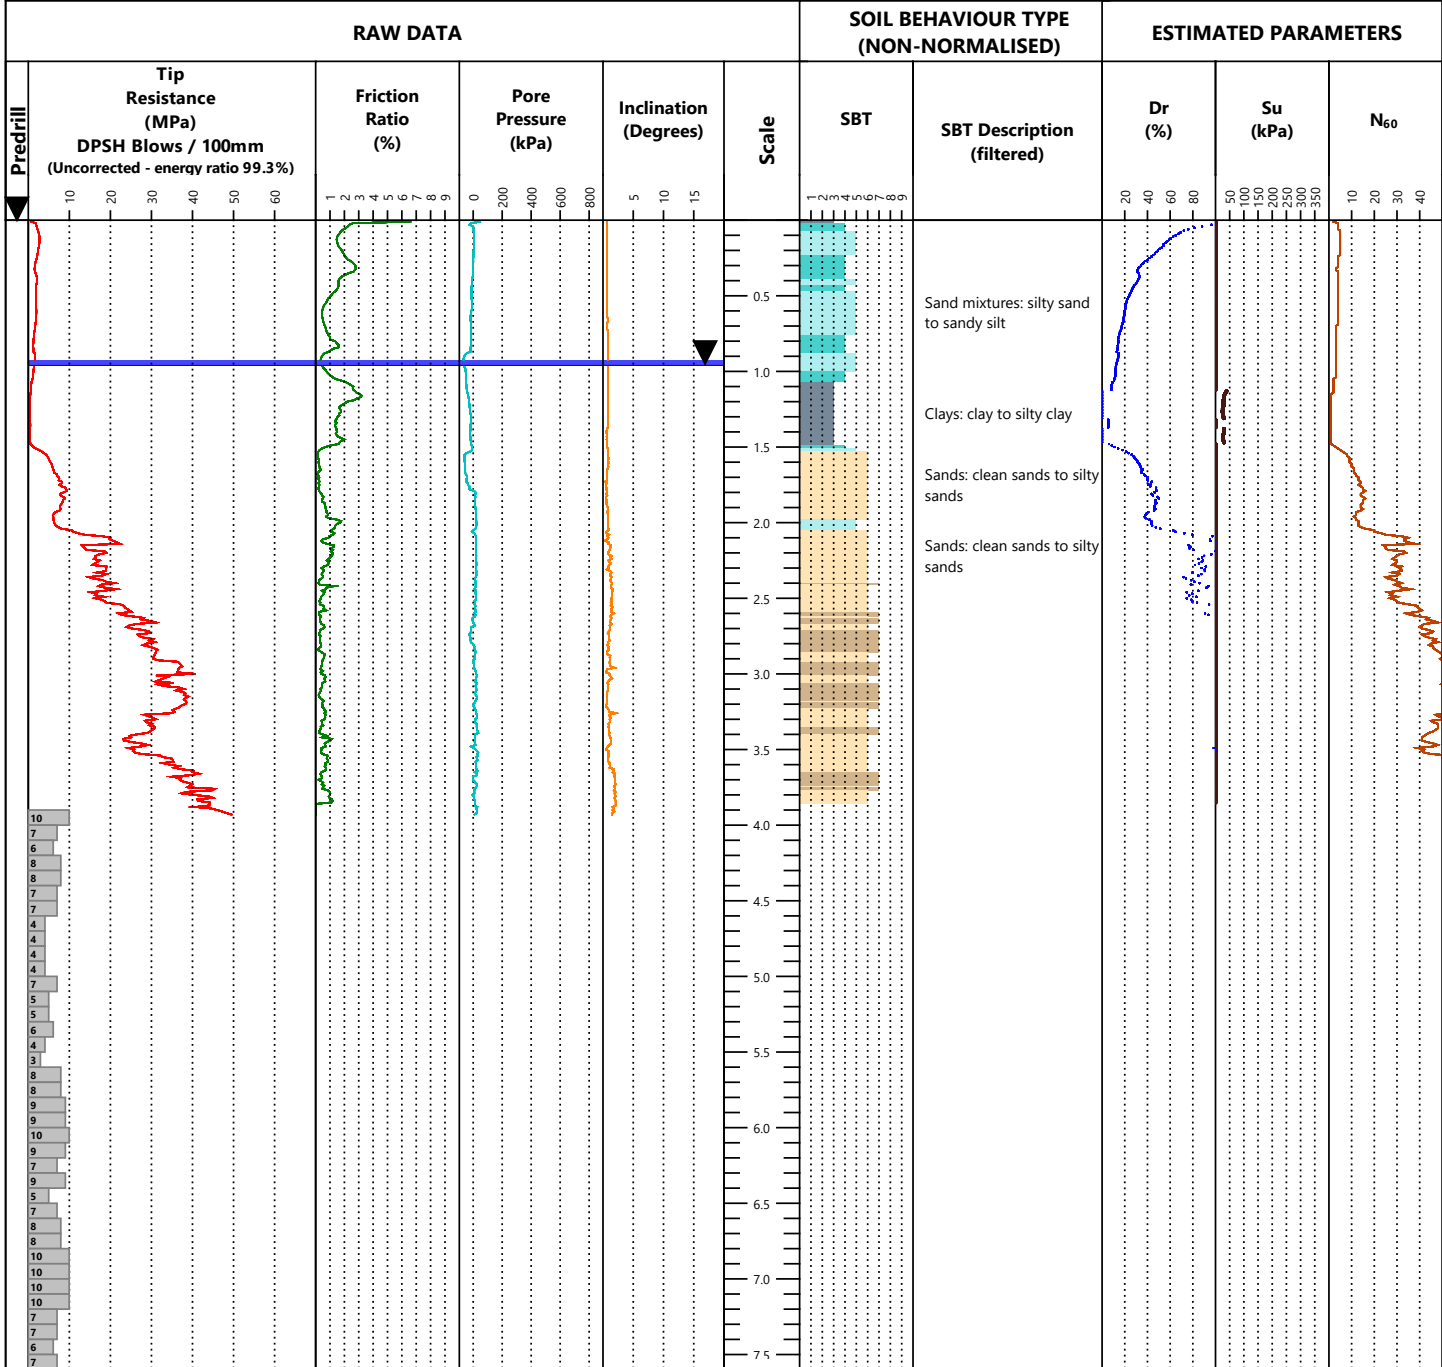 RAW DATA
SOIL BEHAVIOUR TYPE
(NON-NORMALISED)
ESTIMATED PARAMETERS
Predrill
Tip
Resistance
(MPa)
DPSH Blows / 100mm
(Uncorrected - energy ratio 99.3%)
Friction
Ratio
(%)
Pore
Pressure
(kPa)
Inclination
(Degrees)
Scale
SBT
SBT Description
(filtered)
Dr
(%)
Su
(kPa)
N60
10 20 30 40 50 60
1 2 3 4 5 6 7 8 9
0 200 400 600 800
5 15
1 2 3 4 5 6 7 8 9
20 40 60 80
50 100 150 200 250 300 350
10 20 30 40
0.5
Sand mixtures: silty sand
to sandy silt
15
1.0
Clays: clay to silty clay
1.5
Sands: clean sands to silty
sands
2.0
Sands: clean sands to silty
sands
2.5
3.0
3.5
10
4.0
7
6
8
8
7
4.5
7
4
4
4
4
5.0
7
5
5
6
4
5.5
3
8
8
9
9
6.0
10
9
7
9
5
6.5
7
8
8
10
10
7.0
10
10
7
7
6
7.5
7